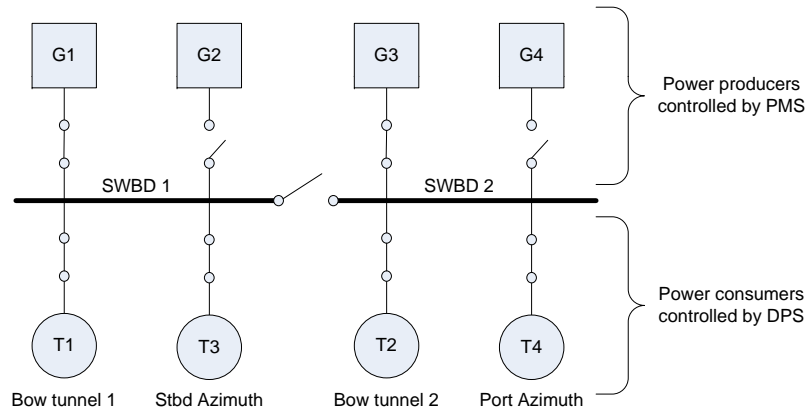 G1
G2
G3
G4
Power producers
controlled by PMS
SWBD 1
SWBD 2
Power consumers
controlled by DPS
T1
T3
T2
T4
Bow tunnel 1
Stbd Azimuth
Bow tunnel 2
Port Azimuth